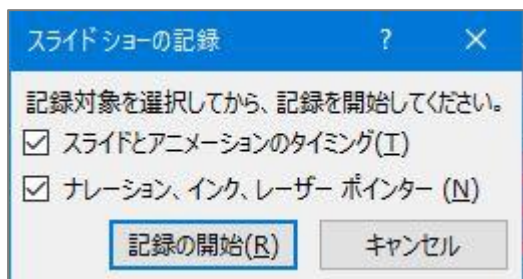 スライド ショーの記録 ? ×
記録対象を選択してから、記録を開始してください。
スライドとアニメーションのタイミング(T)
ナレーション、インク、レーザー ポインター (N)
記録の開始(R) キャンセル